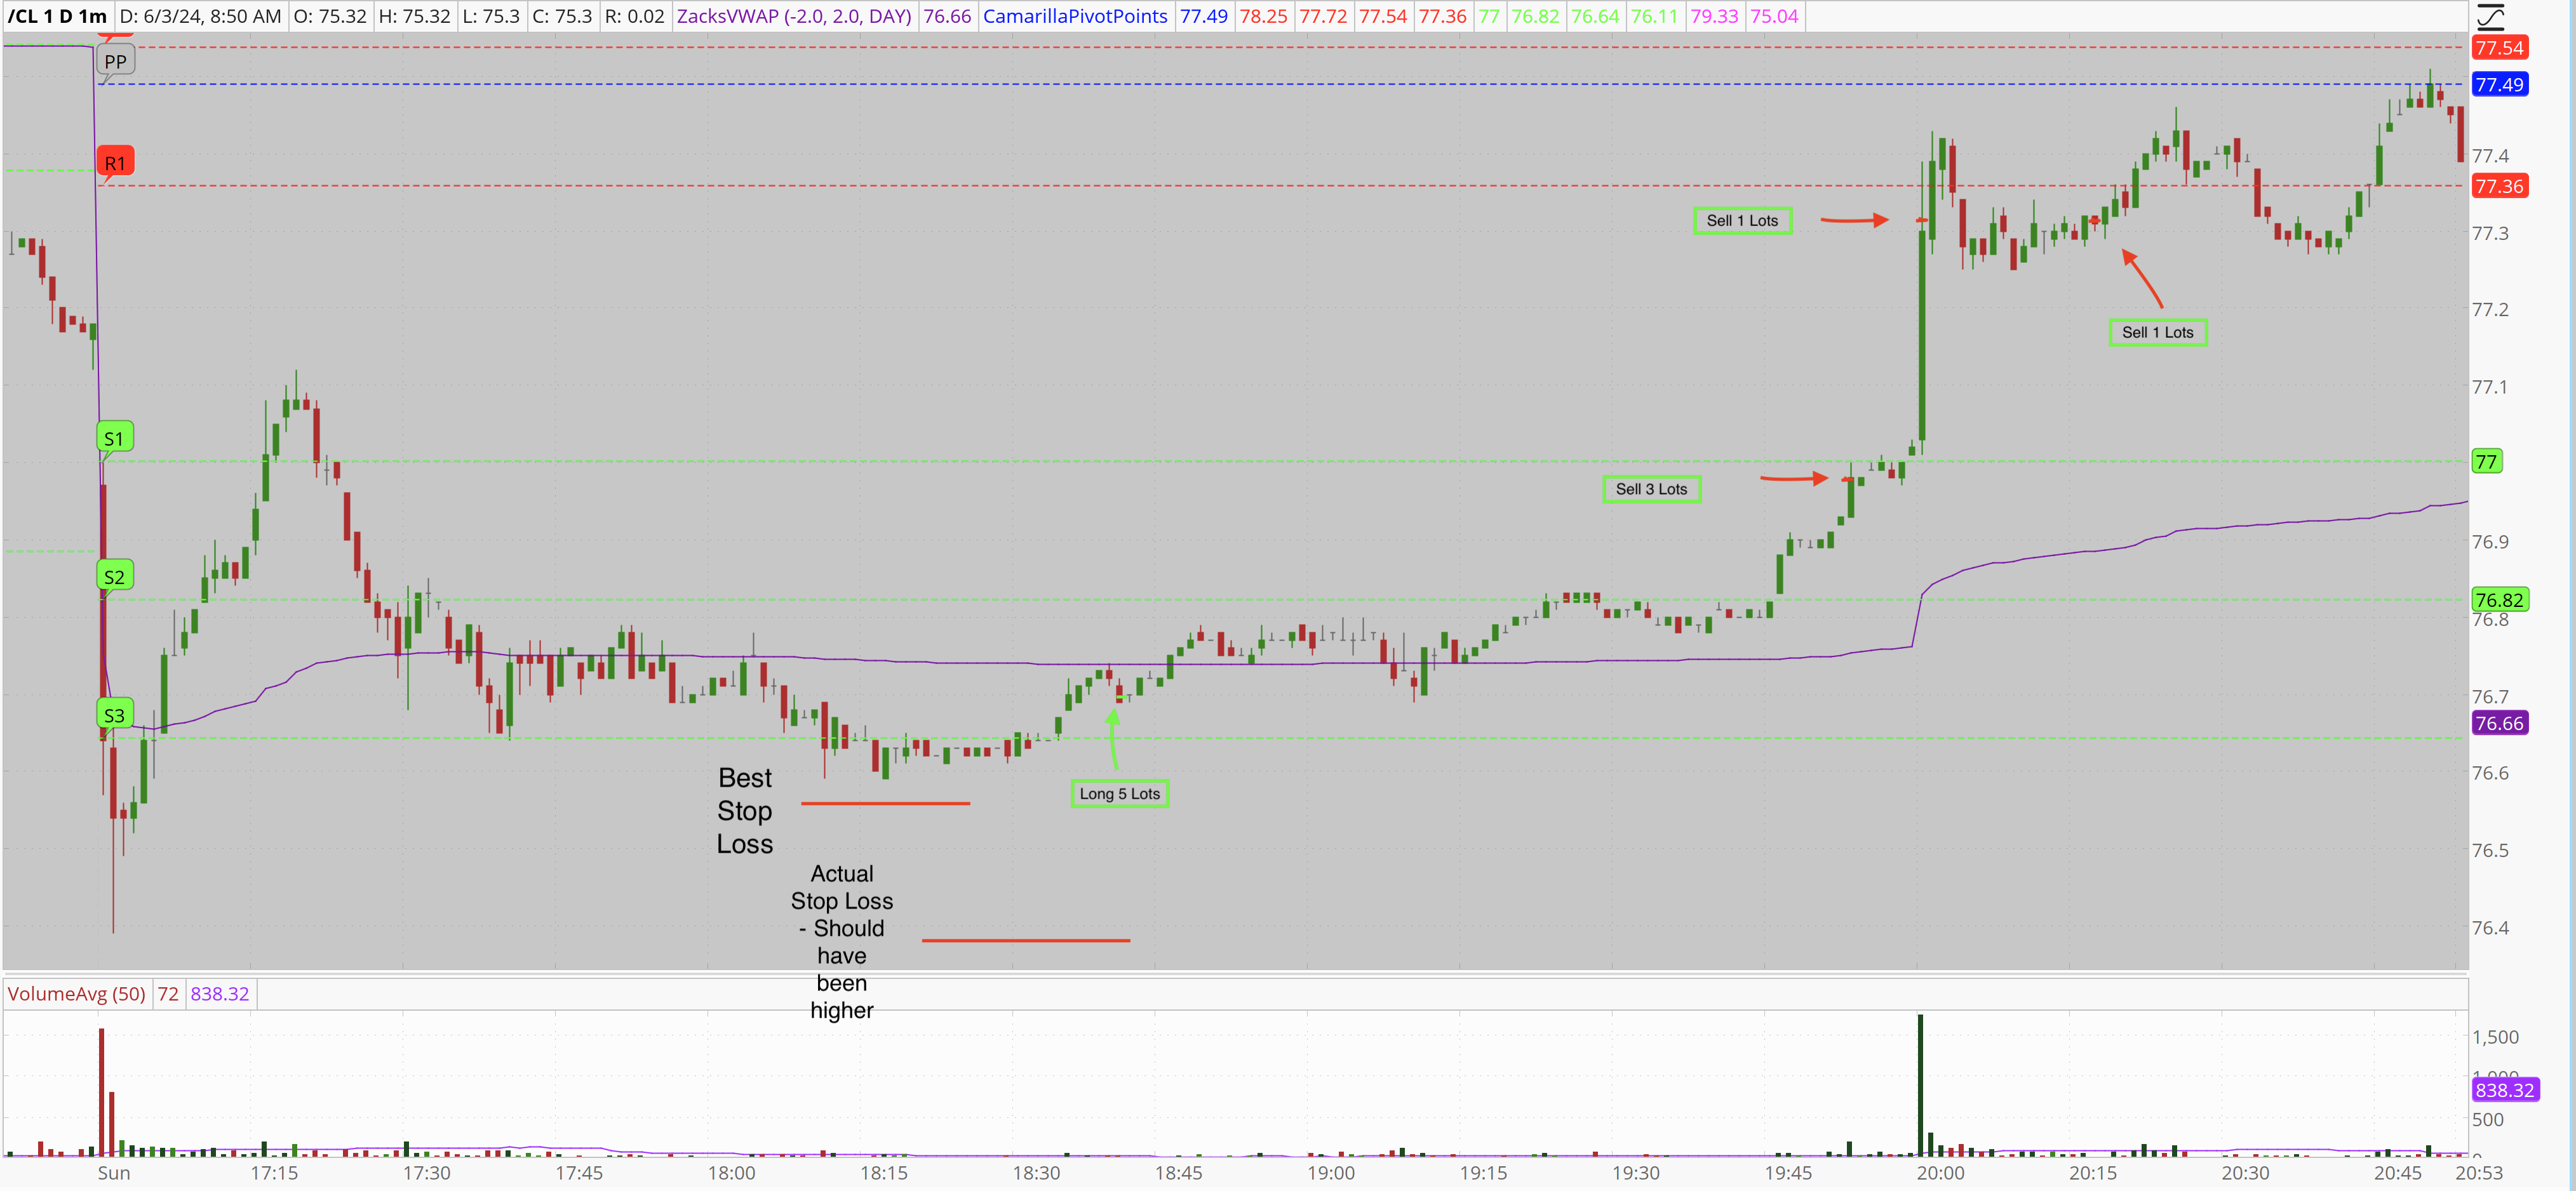 /CL 1 D 1m D: 6/3/24, 8:50 AM O: 75.32 H: 75.32 L: 75.3 C: 75.3 R: 0.02 ZacksVWAP (-2.0, 2.0, DAY) 76.66 CamarillaPivotPoints 77.49 78.25 77.72 77.54 77.36 77 76.82 76.64 76.11 79.33 75.04
77.54
PP
77.49
77.4
R1
77.36
Sell 1 Lots
77.3
77.2
Sell 1 Lots
77.1
S1
77
Sell 3 Lots
76.9
S2
76.82
76.8
76.7
S3
76.66
76.6
Best
Stop
Loss
Long 5 Lots
76.5
Actual
Stop Loss
- Should
have
been
higher
76.4
VolumeAvg (50) 72 838.32
1,500
838.32
500
Sun 17:15 17:30 17:45 18:00 18:15 18:30 18:45 19:00 19:15 19:30 19:45 20:00 20:15 20:30 20:45 20:53